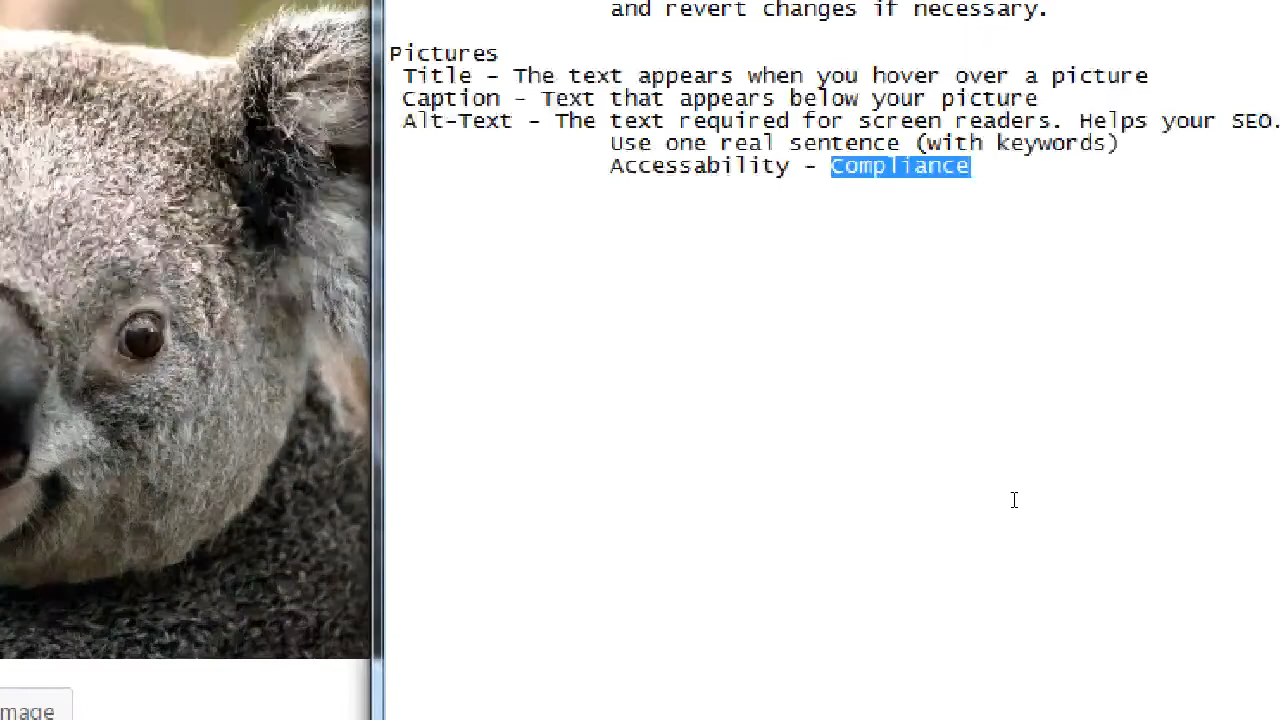 and revert changes if necessary.
Pictures
Title - The text appears when you hover over a picture
Caption - Text that appears below your picture
Alt-Text - The text required for screen readers. Helps your SEO.
Use one real sentence (with keywords)
Accessability - Compliance
mage